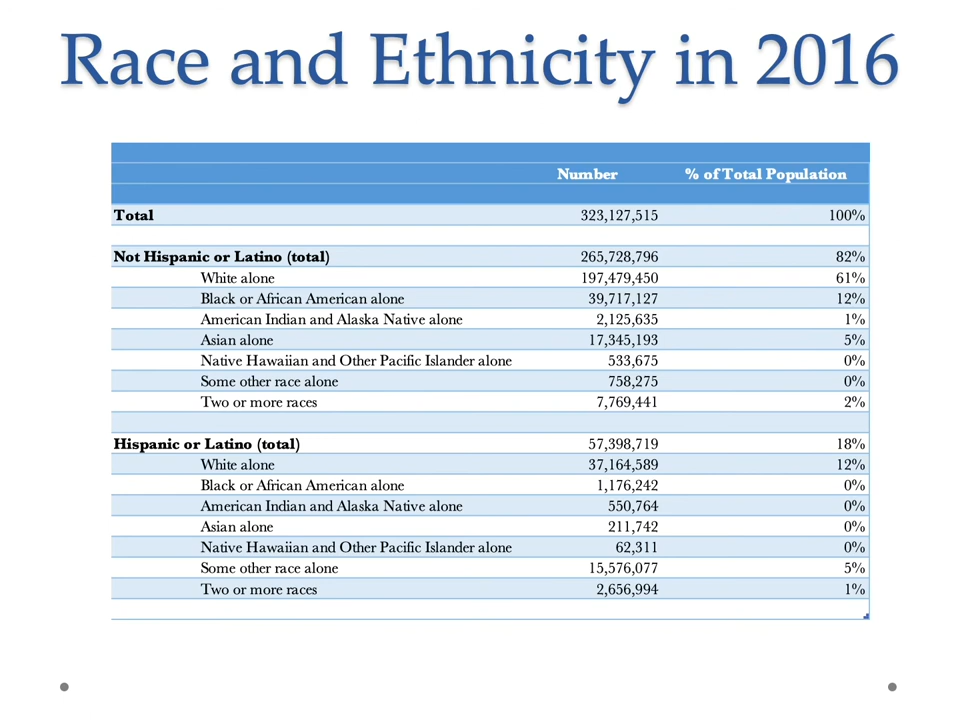 Race and Ethnicity in 2016
Number % of Total Population
Total 323,127,515 100%
Not Hispanic or Latino (total) 265,728,796 82%
White alone 197,479,450 61%
Black or African American alone 39,717,127 12%
American Indian and Alaska Native alone 2,125,635 1%
Asian alone 17,345,193 5%
Native Hawaiian and Other Pacific Islander alone 533,675 0%
Some other race alone 758,275 0%
Two or more races 7,769,441 2%
Hispanic or Latino (total) 57,398,719 18%
White alone 37,164,589 12%
Black or African American alone 1,176,242 0%
American Indian and Alaska Native alone 550,764 0%
Asian alone 211,742 0%
Native Hawaiian and Other Pacific Islander alone 62,311 0%
Some other race alone 15,576,077 5%
Two or more races 2,656,994 1%